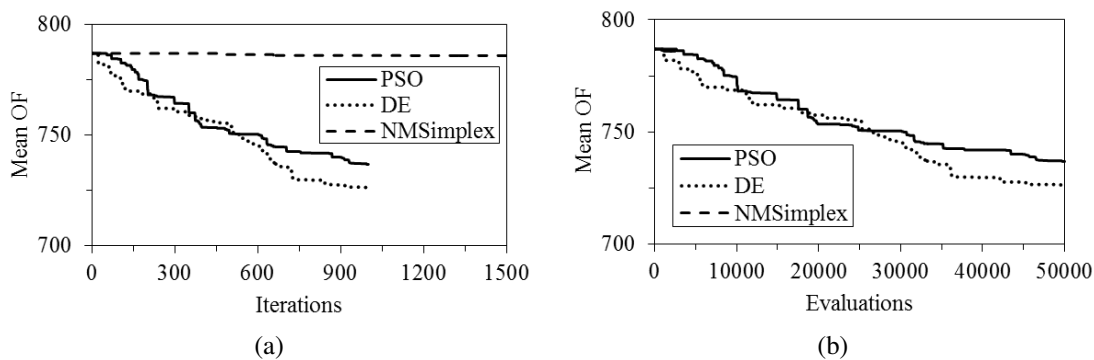 800
750
700
Mean OF
PSO
DE
NMSimplex
0 300 600 900 1200 1500
Iterations
(a)
800
750
700
Mean OF
PSO
DE
NMSimplex
0 10000 20000 30000 40000 50000
Evaluations
(b)